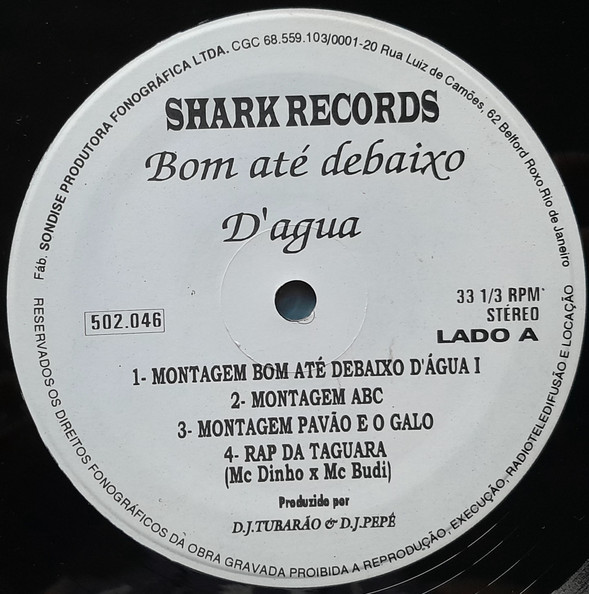 Fáb. SONDISE PRODUTORA FONOGRÁFICA LTDA. CGC 68.559.103/0001-20 Rua Luiz de Camões, 62 Belford Roxo.Rio de Janeiro
SHARK RECORDS
Bom até debaixo
D'agua
502.046
33 1/3 RPM
STÉREO
LADO A
1- MONTAGEM BOM ATÉ DEBAIXO D'ÁGUA I
2- MONTAGEM ABC
3- MONTAGEM PAVÃO E O GALO
4- RAP DA TAGUARA
(Mc Dinho x Mc Budi)
Produzido por
D.J.TUBARÃO & D.J.PEPÉ
RESERVADOS OS DIREITOS FONOGRÁFICOS DA OBRA GRAVADA PROIBIDA A REPRODUÇÃO, EXECUÇÃO, RADIOTELEDIFUSÃO E LOCAÇÃO